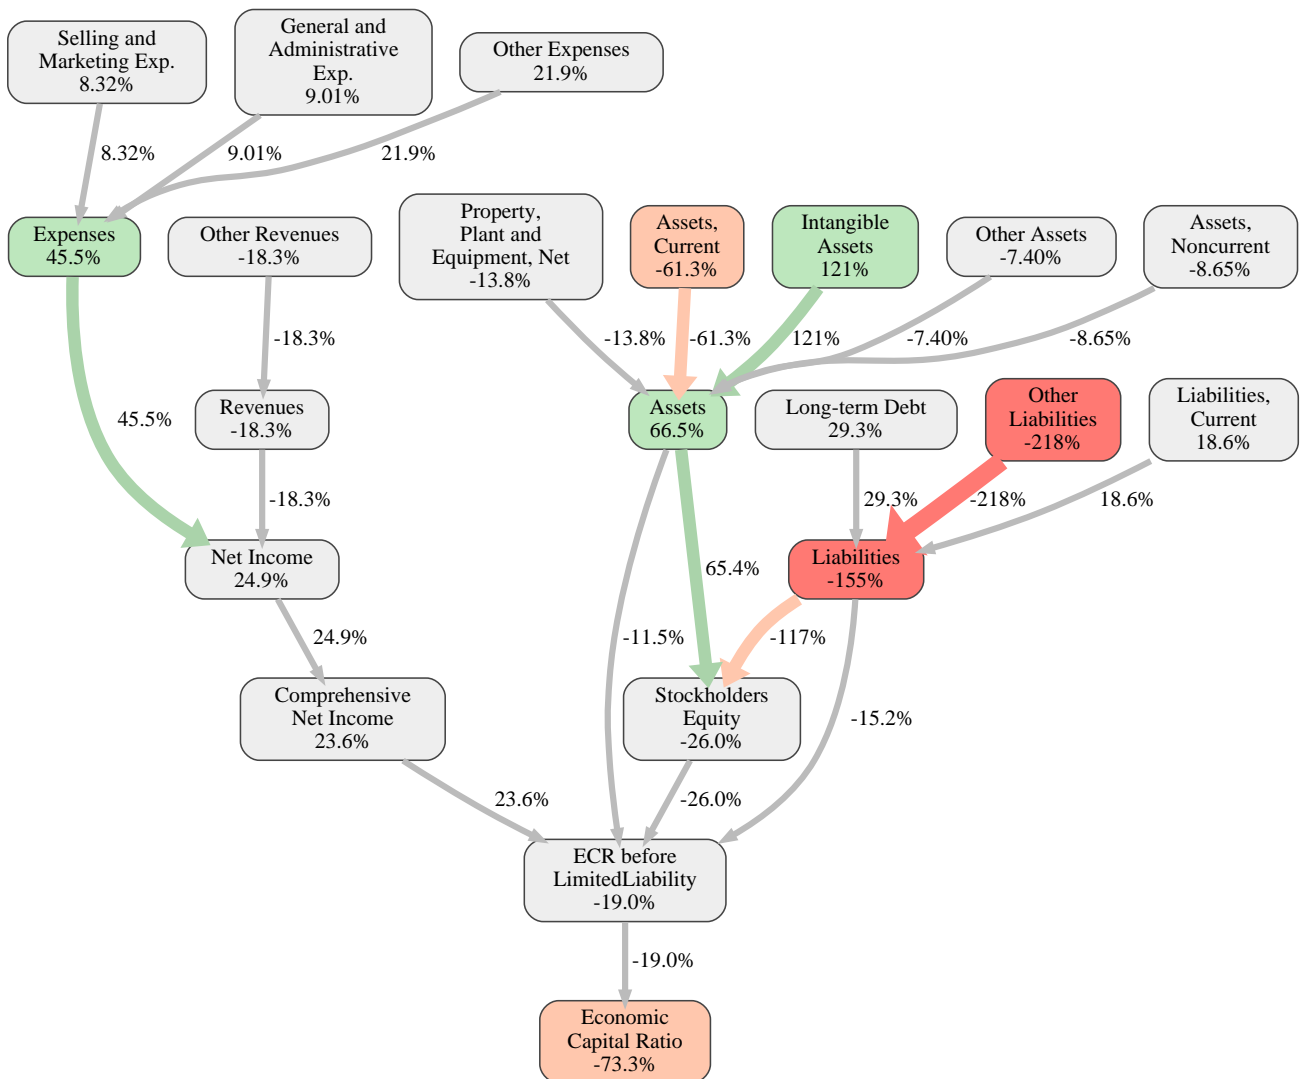 Selling and
Marketing Exp.
8.32%
General and
Administrative
Exp.
9.01%
Other Expenses
21.9%
8.32%
9.01%
21.9%
Expenses
45.5%
Other Revenues
-18.3%
Property,
Plant and
Equipment, Net
-13.8%
Assets,
Current
-61.3%
Intangible
Assets
121%
Other Assets
-7.40%
Assets,
Noncurrent
-8.65%
-18.3%
-13.8%
-61.3%
121%
-7.40%
-8.65%
45.5%
Revenues
-18.3%
Assets
66.5%
Long-term Debt
29.3%
Other
Liabilities
-218%
Liabilities,
Current
18.6%
-18.3%
29.3%
-218%
18.6%
Net Income
24.9%
65.4%
Liabilities
-155%
24.9%
-11.5%
-117%
Comprehensive
Net Income
23.6%
Stockholders
Equity
-26.0%
-15.2%
23.6%
-26.0%
ECR before
LimitedLiability
-19.0%
-19.0%
Economic
Capital Ratio
-73.3%